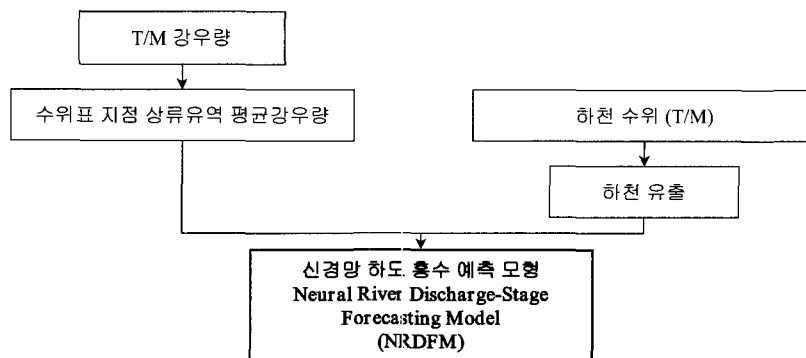 T/M 강우량
수위표 지점 상류유역 평균강우량
하천 수위 (T/M)
하천 유출
신경망 하도 홍수 예측 모형
Neural River Discharge-Stage
Forecasting Model
(NRDFM)